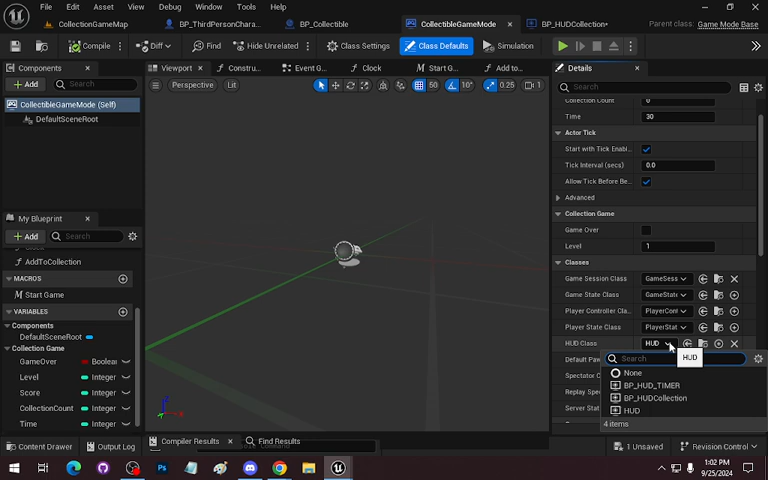 File Edit Asset View Debug Window Tools Help
CollectionGameMap
BP_ThirdPersonChara...
BP_Collectible
CollectibleGameMode
BP_HUDCollection•
Parent class: Game Mode Base
Compile
Diff
Find
Hide Unrelated
Class Settings
Class Defaults
Simulation
Components
Add
Search
CollectibleGameMode (Self)
DefaultSceneRoot
My Blueprint
Add
Search
AddToCollection
MACROS
Start Game
VARIABLES
Components
DefaultSceneRoot
Collection Game
GameOver Boolean
Level Integer
Score Integer
CollectionCount Integer
Time Integer
Viewport
Constru...
Event G...
Clock
Start G...
Add to...
Perspective
Lit
50
10°
0.25
1
Details
Search
Collection Count 0
Time 30
Actor Tick
Start with Tick Enabl...
Tick Interval (secs) 0.0
Allow Tick Before Be...
Advanced
Collection Game
Game Over
Level 1
Classes
Game Session Class GameSess
Game State Class GameState
Player Controller Cla... PlayerCont
Player State Class PlayerStat
HUD Class HUD
HUD
Default Paw
Search
Spectator C
None
BP_HUD_TIMER
Replay Spe
BP_HUDCollection
Server Stat
HUD
4 items
Content Drawer
Output Log
Compiler Results
Find Results
1 Unsaved
Revision Control
1:02 PM
9/25/2024